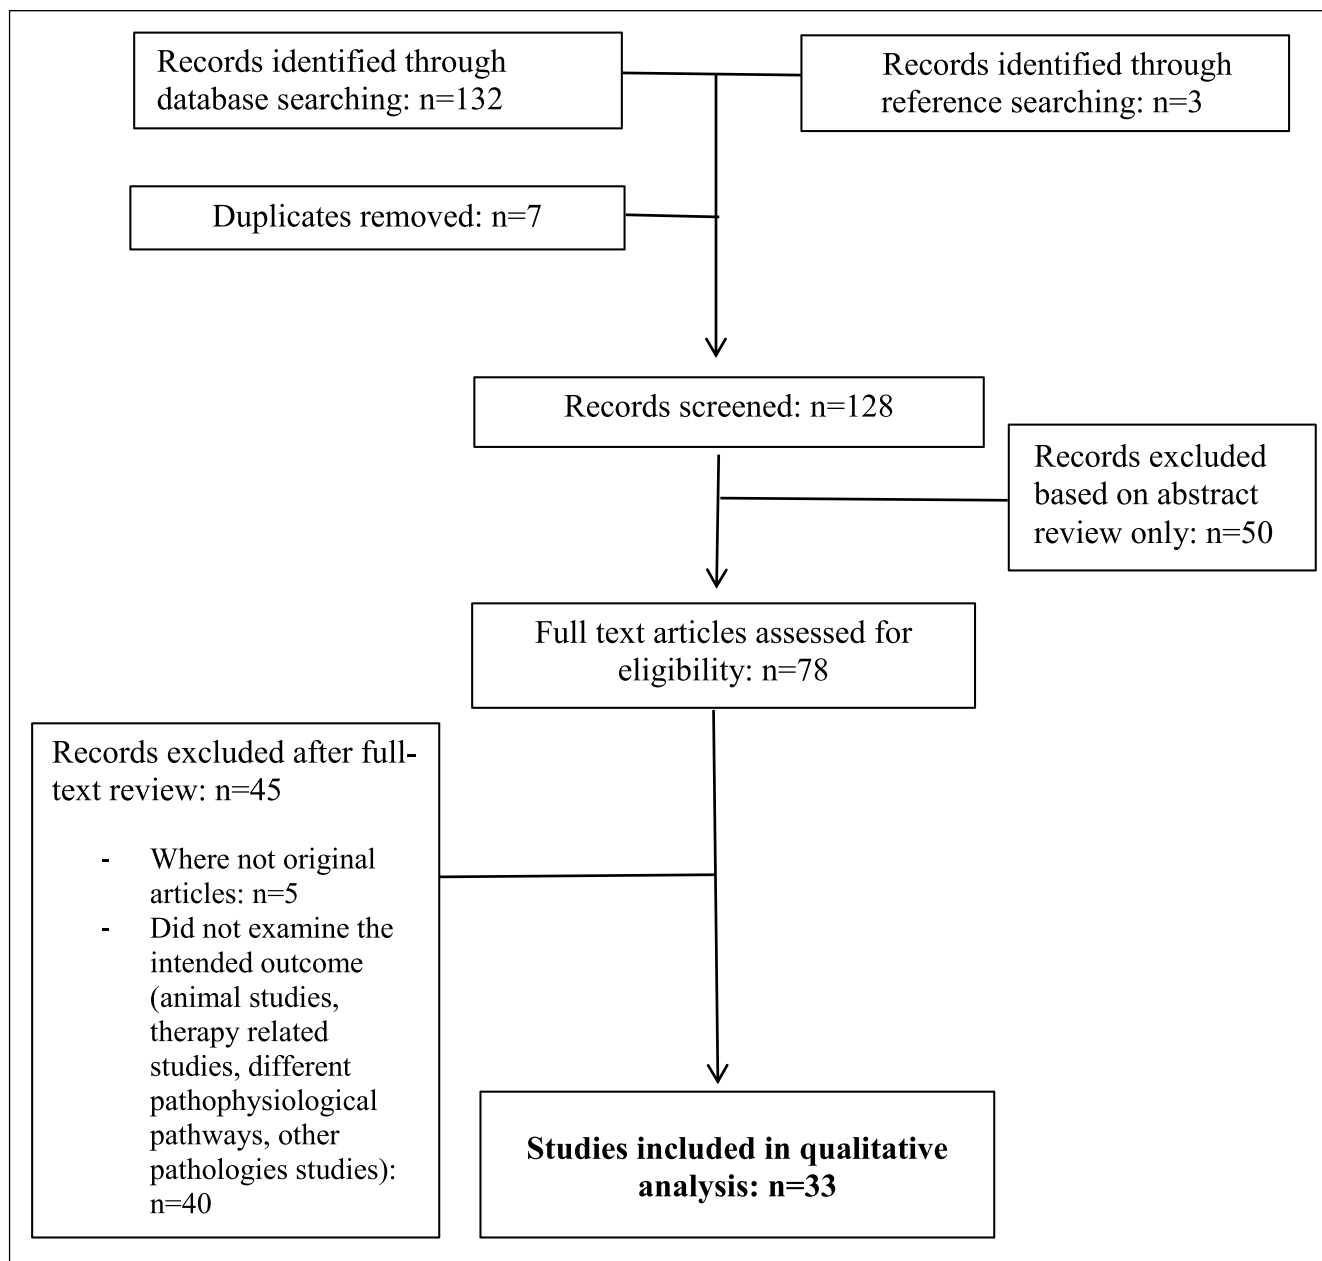 Records identified through
database searching: n=132
Records identified through
reference searching: n=3
Duplicates removed: n=7
Records screened: n=128
Records excluded
based on abstract
review only: n=50
Full text articles assessed for
eligibility: n=78
Records excluded after full-
text review: n=45
- Where not original
articles: n=5
- Did not examine the
intended outcome
(animal studies,
therapy related
studies, different
pathophysiological
pathways, other
pathologies studies):
n=40
Studies included in qualitative
analysis: n=33